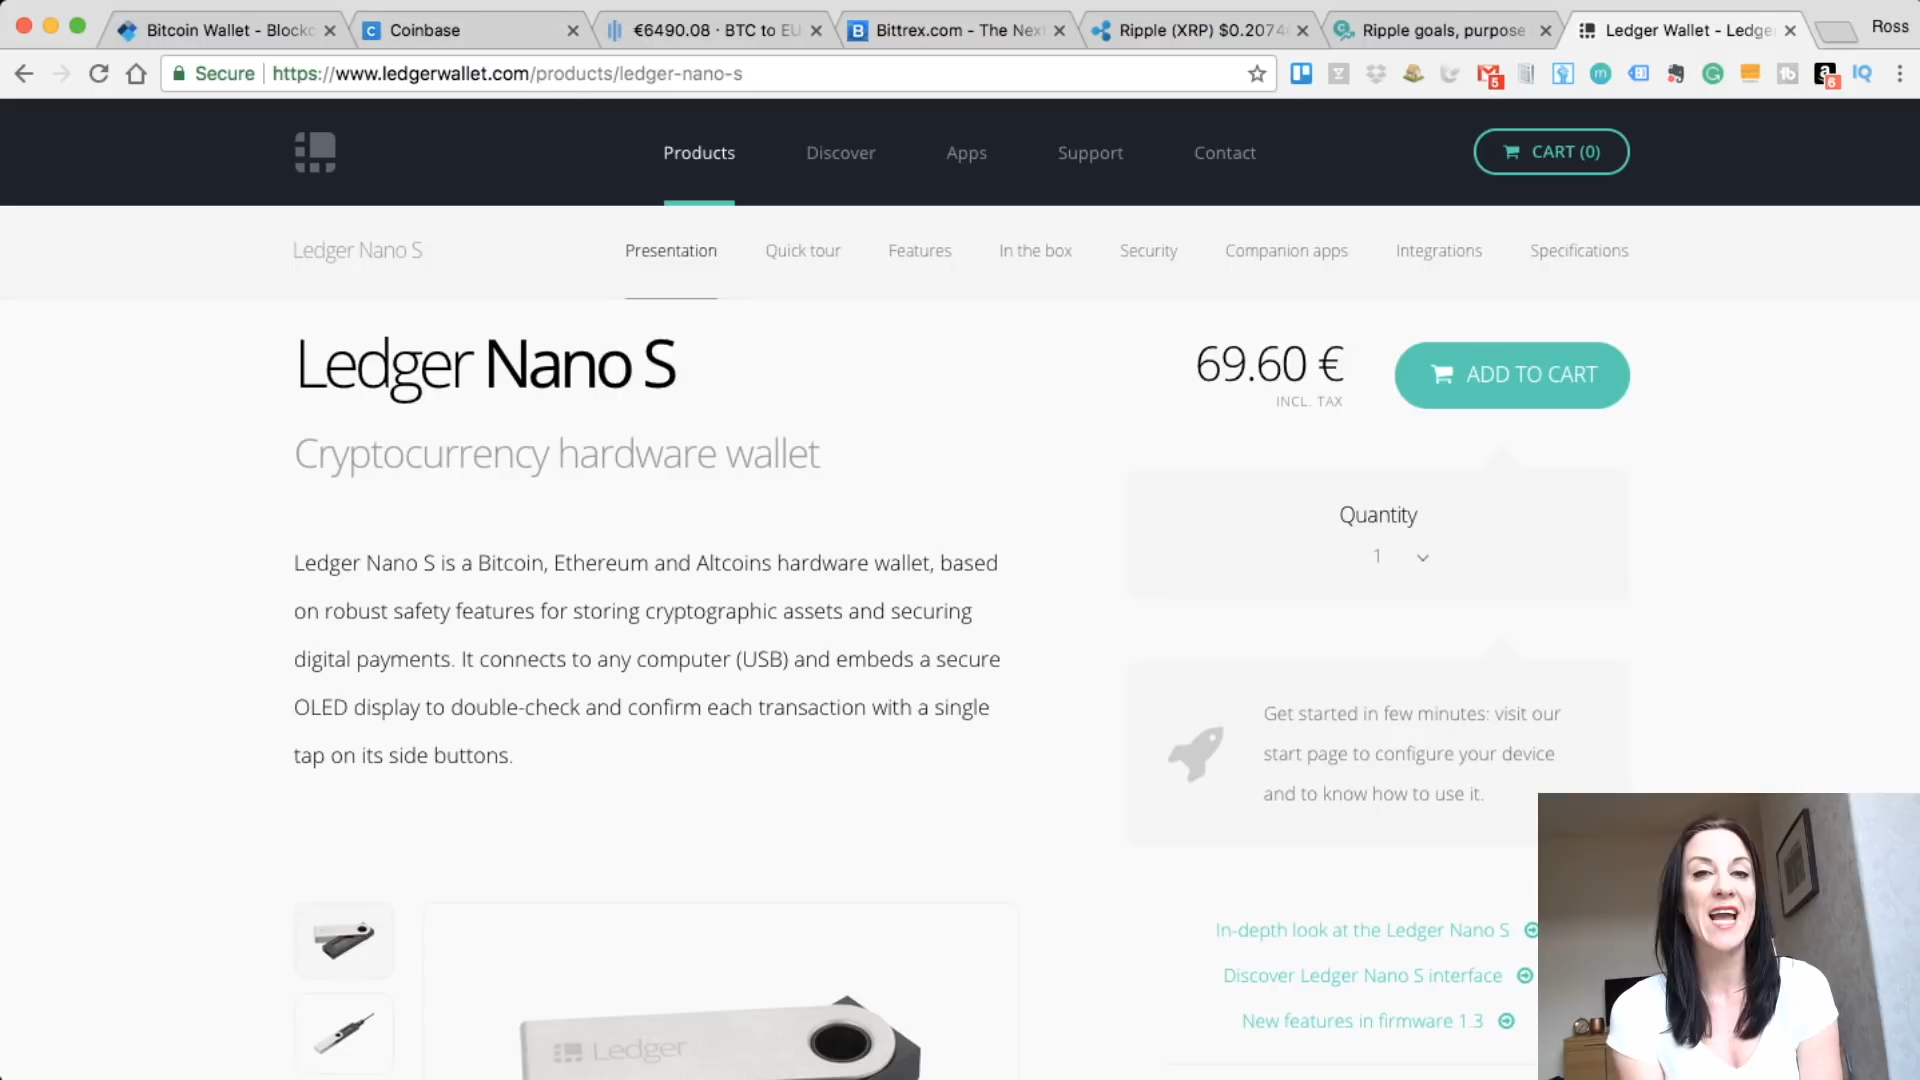 Bitcoin Wallet - Blockc
Coinbase
€6490.08 · BTC to EU
Bittrex.com - The Next
Ripple (XRP) $0.2074
Ripple goals, purpose
Ledger Wallet - Ledge
Ross
Secure
https://www.ledgerwallet.com/products/ledger-nano-s
5
m
G
tb
a
6
IQ
Products
Discover
Apps
Support
Contact
CART (0)
Ledger Nano S
Presentation
Quick tour
Features
In the box
Security
Companion apps
Integrations
Specifications
Ledger Nano S
69.60 €
INCL. TAX
ADD TO CART
Cryptocurrency hardware wallet
Quantity
1
Ledger Nano S is a Bitcoin, Ethereum and Altcoins hardware wallet, based
on robust safety features for storing cryptographic assets and securing
digital payments. It connects to any computer (USB) and embeds a secure
OLED display to double-check and confirm each transaction with a single
tap on its side buttons.
Get started in few minutes: visit our
start page to configure your device
and to know how to use it.
In-depth look at the Ledger Nano S
Discover Ledger Nano S interface
New features in firmware 1.3
Ledger